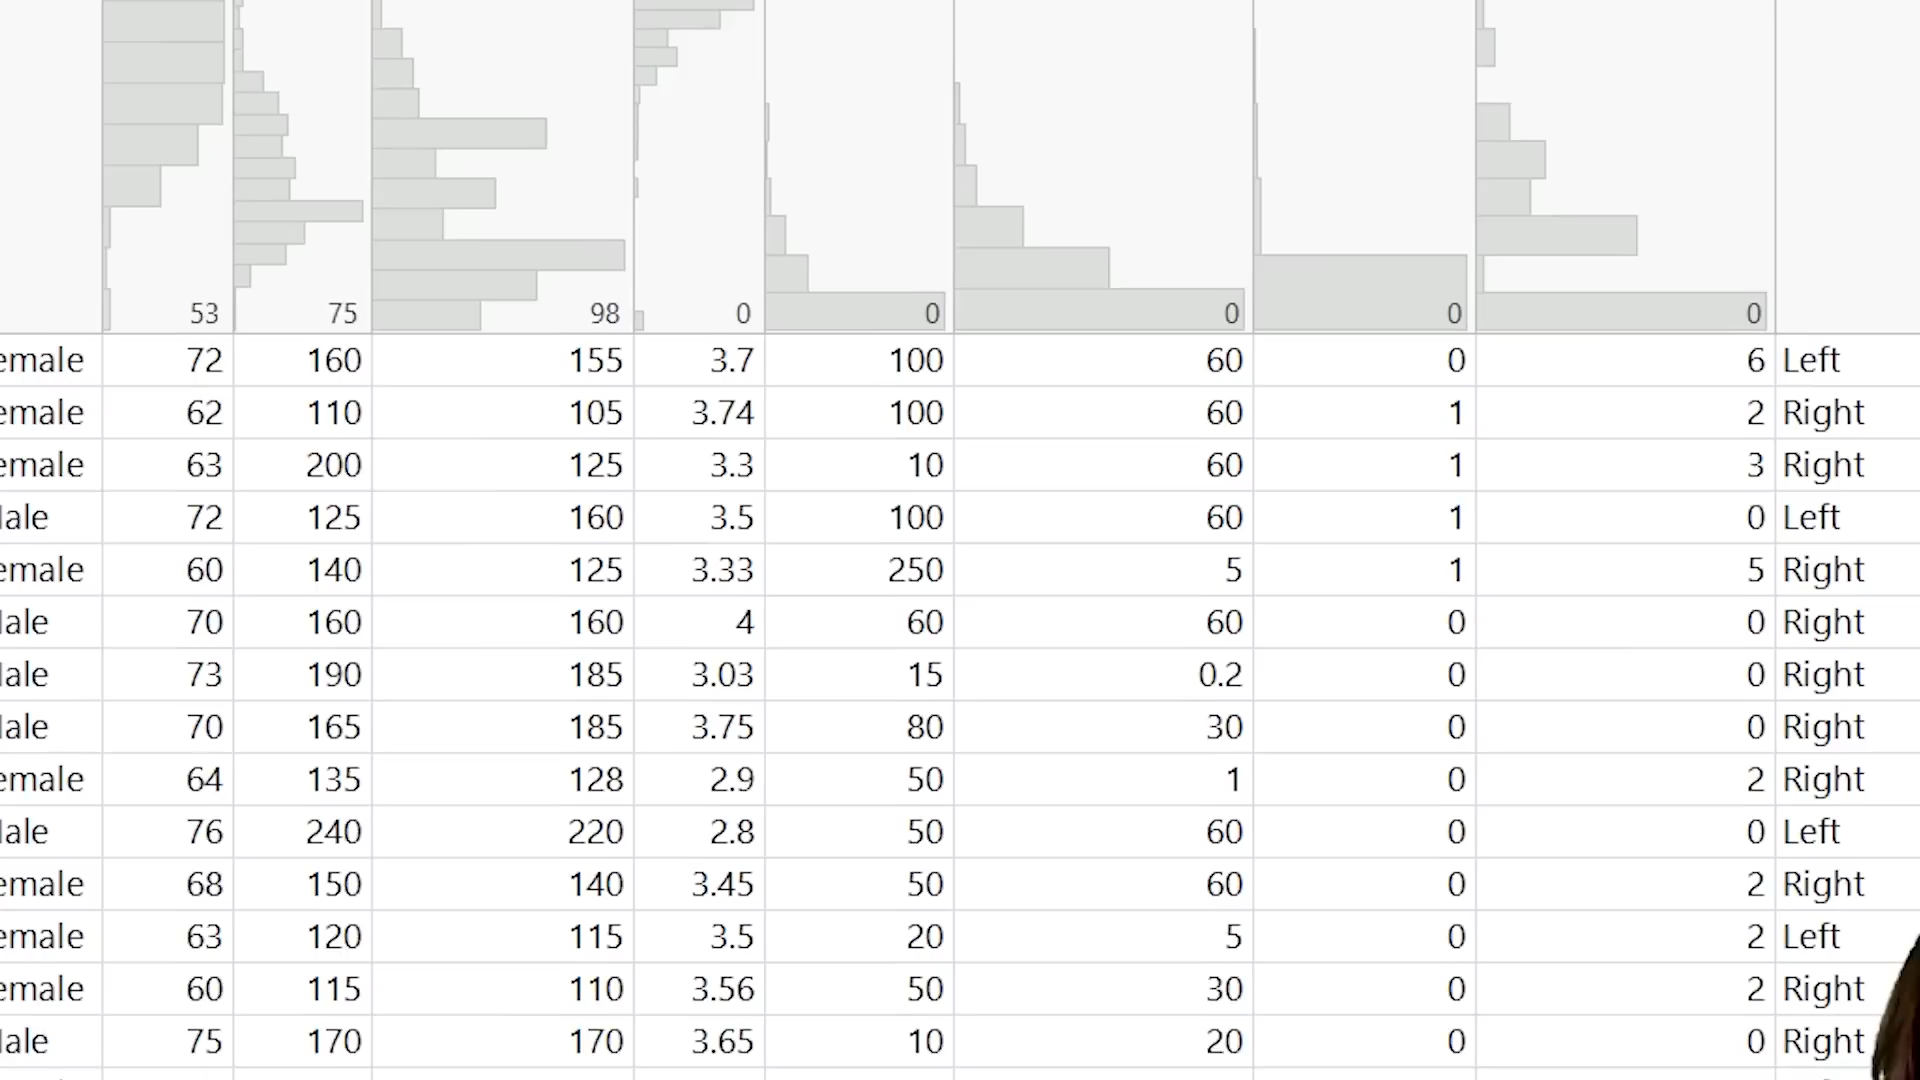 53 75 98 0 0 0 0 0
emale 72 160 155 3.7 100 60 0 6 Left
emale 62 110 105 3.74 100 60 1 2 Right
emale 63 200 125 3.3 10 60 1 3 Right
ale 72 125 160 3.5 100 60 1 0 Left
emale 60 140 125 3.33 250 5 1 5 Right
ale 70 160 160 4 60 60 0 0 Right
ale 73 190 185 3.03 15 0.2 0 0 Right
ale 70 165 185 3.75 80 30 0 0 Right
emale 64 135 128 2.9 50 1 0 2 Right
ale 76 240 220 2.8 50 60 0 0 Left
emale 68 150 140 3.45 50 60 0 2 Right
emale 63 120 115 3.5 20 5 0 2 Left
emale 60 115 110 3.56 50 30 0 2 Right
ale 75 170 170 3.65 10 20 0 0 Right